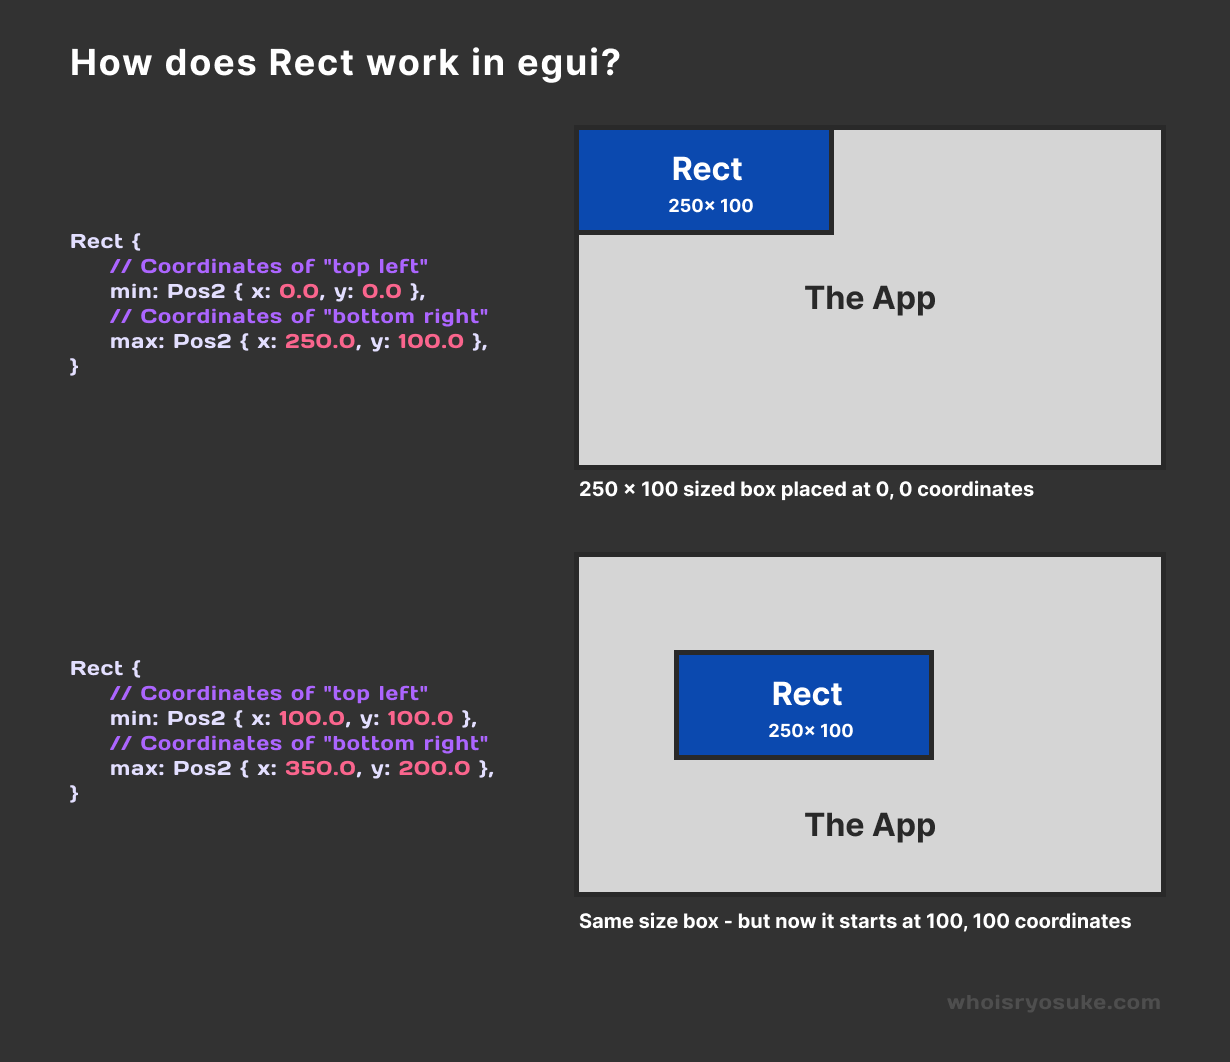 How does Rect work in egui?
Rect {
// Coordinates of "top left"
min: Pos2 { x: 0.0, y: 0.0 },
// Coordinates of "bottom right"
max: Pos2 { x: 250.0, y: 100.0 },
}
Rect
250× 100
The App
250 × 100 sized box placed at 0, 0 coordinates
Rect {
// Coordinates of "top left"
min: Pos2 { x: 100.0, y: 100.0 },
// Coordinates of "bottom right"
max: Pos2 { x: 350.0, y: 200.0 },
}
Rect
250× 100
The App
Same size box - but now it starts at 100, 100 coordinates
whoisryosuke.com